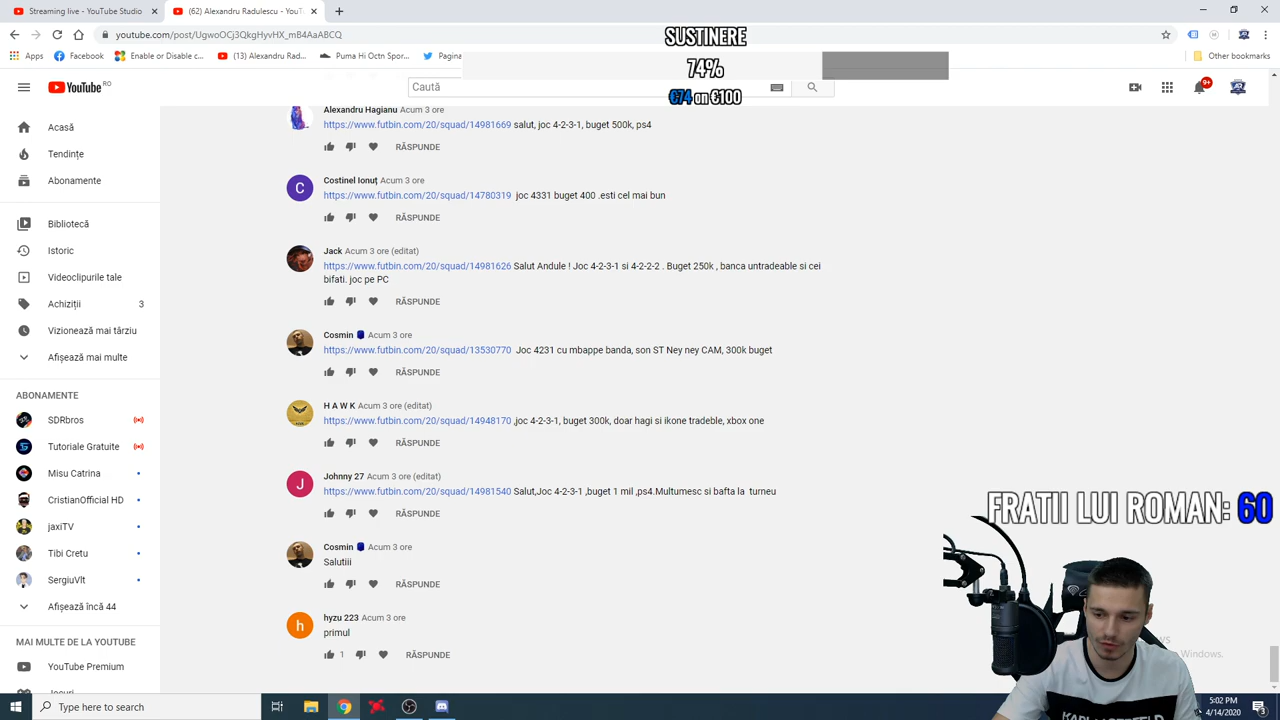 Streaming live - YouTube Studio
(62) Alexandru Radulescu - YouT
youtube.com/post/UgwoOCj3QkgHyvHX_mB4AaABCQ
Apps
Facebook
Enable or Disable c
(13) Alexandru Rad
Puma Hi Octn Spor
Pagina
Other bookmarks
SUSTINERE
74%
€74 on €100
YouTube RO
Caută
9+
Acasă
Tendințe
Abonamente
Bibliotecă
Istoric
Videoclipurile tale
Achiziții 3
Vizionează mai târziu
Afișează mai multe
ABONAMENTE
SDRbros
Tutoriale Gratuite
Misu Catrina
CristianOfficial HD
jaxiTV
Tibi Cretu
SergiuVlt
Afișează încă 44
MAI MULTE DE LA YOUTUBE
YouTube Premium
Jocuri
Alexandru Hagianu Acum 3 ore
https://www.futbin.com/20/squad/14981669 salut, joc 4-2-3-1, buget 500k, ps4
RĂSPUNDE
C
Costinel Ionuț Acum 3 ore
https://www.futbin.com/20/squad/14780319 joc 4331 buget 400 .esti cel mai bun
RĂSPUNDE
Jack Acum 3 ore (editat)
https://www.futbin.com/20/squad/14981626 Salut Andule ! Joc 4-2-3-1 si 4-2-2-2 . Buget 250k , banca untradeable si cei
bifati. joc pe PC
RĂSPUNDE
Cosmin Acum 3 ore
https://www.futbin.com/20/squad/13530770 Joc 4231 cu mbappe banda, son ST Ney ney CAM, 300k buget
RĂSPUNDE
H A W K Acum 3 ore (editat)
https://www.futbin.com/20/squad/14948170 ,joc 4-2-3-1, buget 300k, doar hagi si ikone tradeble, xbox one
RĂSPUNDE
J
Johnny 27 Acum 3 ore (editat)
https://www.futbin.com/20/squad/14981540 Salut,Joc 4-2-3-1 ,buget 1 mil ,ps4.Multumesc si bafta la turneu
RĂSPUNDE
Cosmin Acum 3 ore
Salutiii
RĂSPUNDE
h
hyzu 223 Acum 3 ore
primul
1 RĂSPUNDE
FRATII LUI ROMAN: 60
Windows.
KARL LAGERFELD
Type here to search
5:02 PM
4/14/2020
3